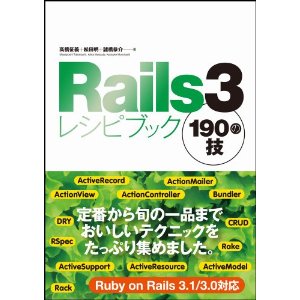 高橋征義＋松田明＋諸橋恭介＝著
Rails3
レシピブック
190の
技
ActiveRecord
ActionMailer
ActionView
ActionController
Bundler
DRY
CRUD
RSpec
Rake
定番から旬の一品まで
おいしいテクニックを
たっぷり集めました。
ActiveSupport
ActiveResource
ActiveModel
Rack
Ruby on Rails 3.1/3.0対応